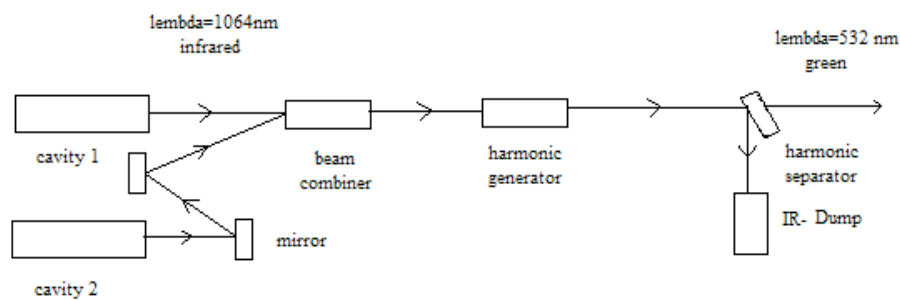 lembda=1064nm
infrared
lembda=532 nm
green
cavity 1
beam
combiner
harmonic
generator
harmonic
separator
IR- Dump
mirror
cavity 2